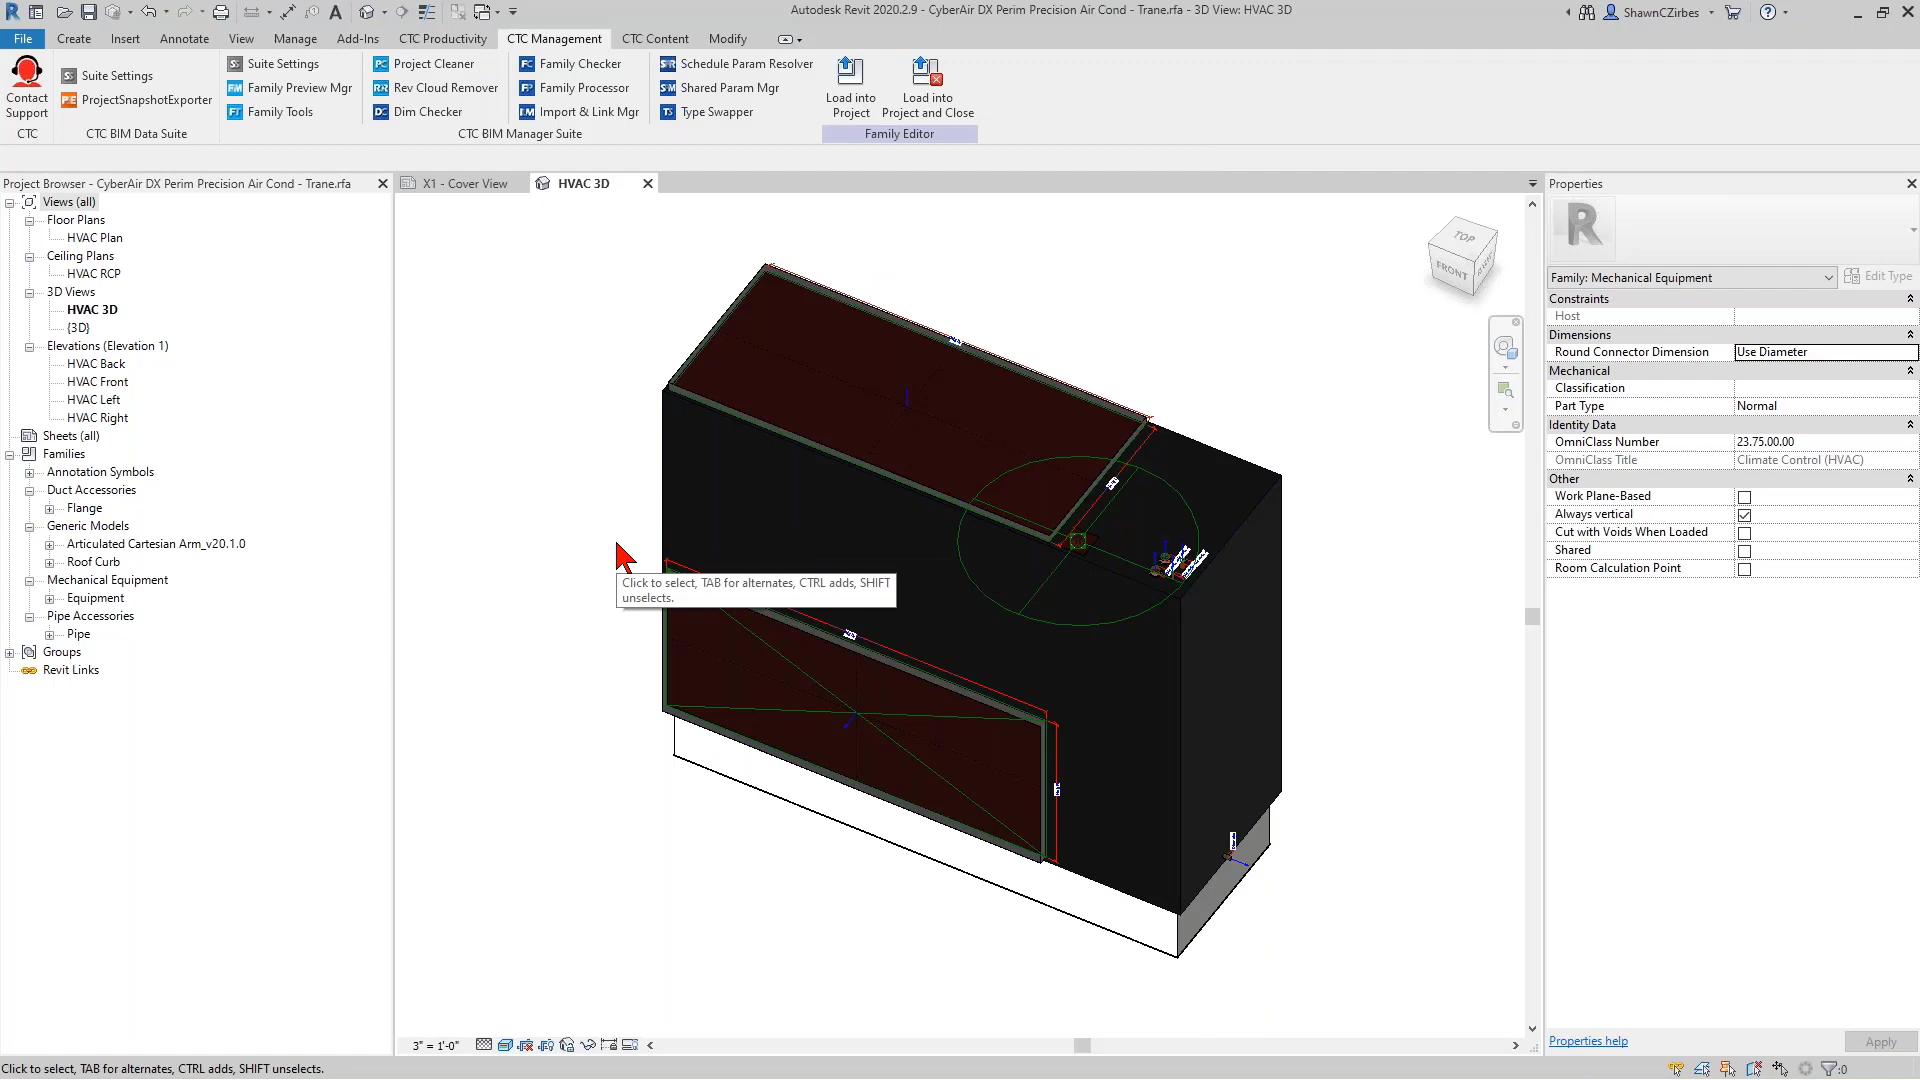 Autodesk Revit 2020.2.9 - CyberAir DX Perim Precision Air Cond - Trane.rfa - 3D View: HVAC 3D
ShawnCZirbes
File
Create
Insert
Annotate
View
Manage
Add-Ins
CTC Productivity
CTC Management
CTC Content
Modify
Contact
Support
Suite Settings
ProjectSnapshotExporter
Suite Settings
Family Preview Mgr
Family Tools
Project Cleaner
Rev Cloud Remover
Dim Checker
Family Checker
Family Processor
Import & Link Mgr
Schedule Param Resolver
Shared Param Mgr
Type Swapper
Load into
Project
Load into
Project and Close
CTC
CTC BIM Data Suite
CTC BIM Manager Suite
Family Editor
Project Browser - CyberAir DX Perim Precision Air Cond - Trane.rfa
Views (all)
Floor Plans
HVAC Plan
Ceiling Plans
HVAC RCP
3D Views
HVAC 3D
{3D}
Elevations (Elevation 1)
HVAC Back
HVAC Front
HVAC Left
HVAC Right
Sheets (all)
Families
Annotation Symbols
Duct Accessories
Flange
Generic Models
Articulated Cartesian Arm_v20.1.0
Roof Curb
Mechanical Equipment
Equipment
Pipe Accessories
Pipe
Groups
Revit Links
X1 - Cover View
HVAC 3D
TOP
FRONT
Click to select, TAB for alternates, CTRL adds, SHIFT
unselects.
3" = 1'-0"
Properties
Family: Mechanical Equipment
Edit Type
Constraints
Host
Dimensions
Round Connector Dimension
Use Diameter
Mechanical
Classification
Part Type
Normal
Identity Data
OmniClass Number
23.75.00.00
OmniClass Title
Climate Control (HVAC)
Other
Work Plane-Based
Always vertical
Cut with Voids When Loaded
Shared
Room Calculation Point
Properties help
Apply
Click to select, TAB for alternates, CTRL adds, SHIFT unselects.
:0